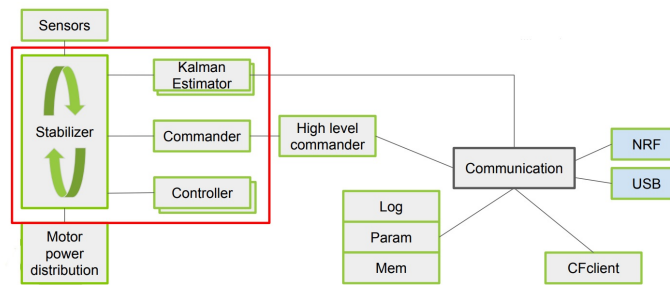 Sensors
Kalman
Estimator
Stabilizer
Commander
High level
commander
NRF
Communication
USB
Controller
Log
Param
Mem
Motor
power
distribution
CFclient